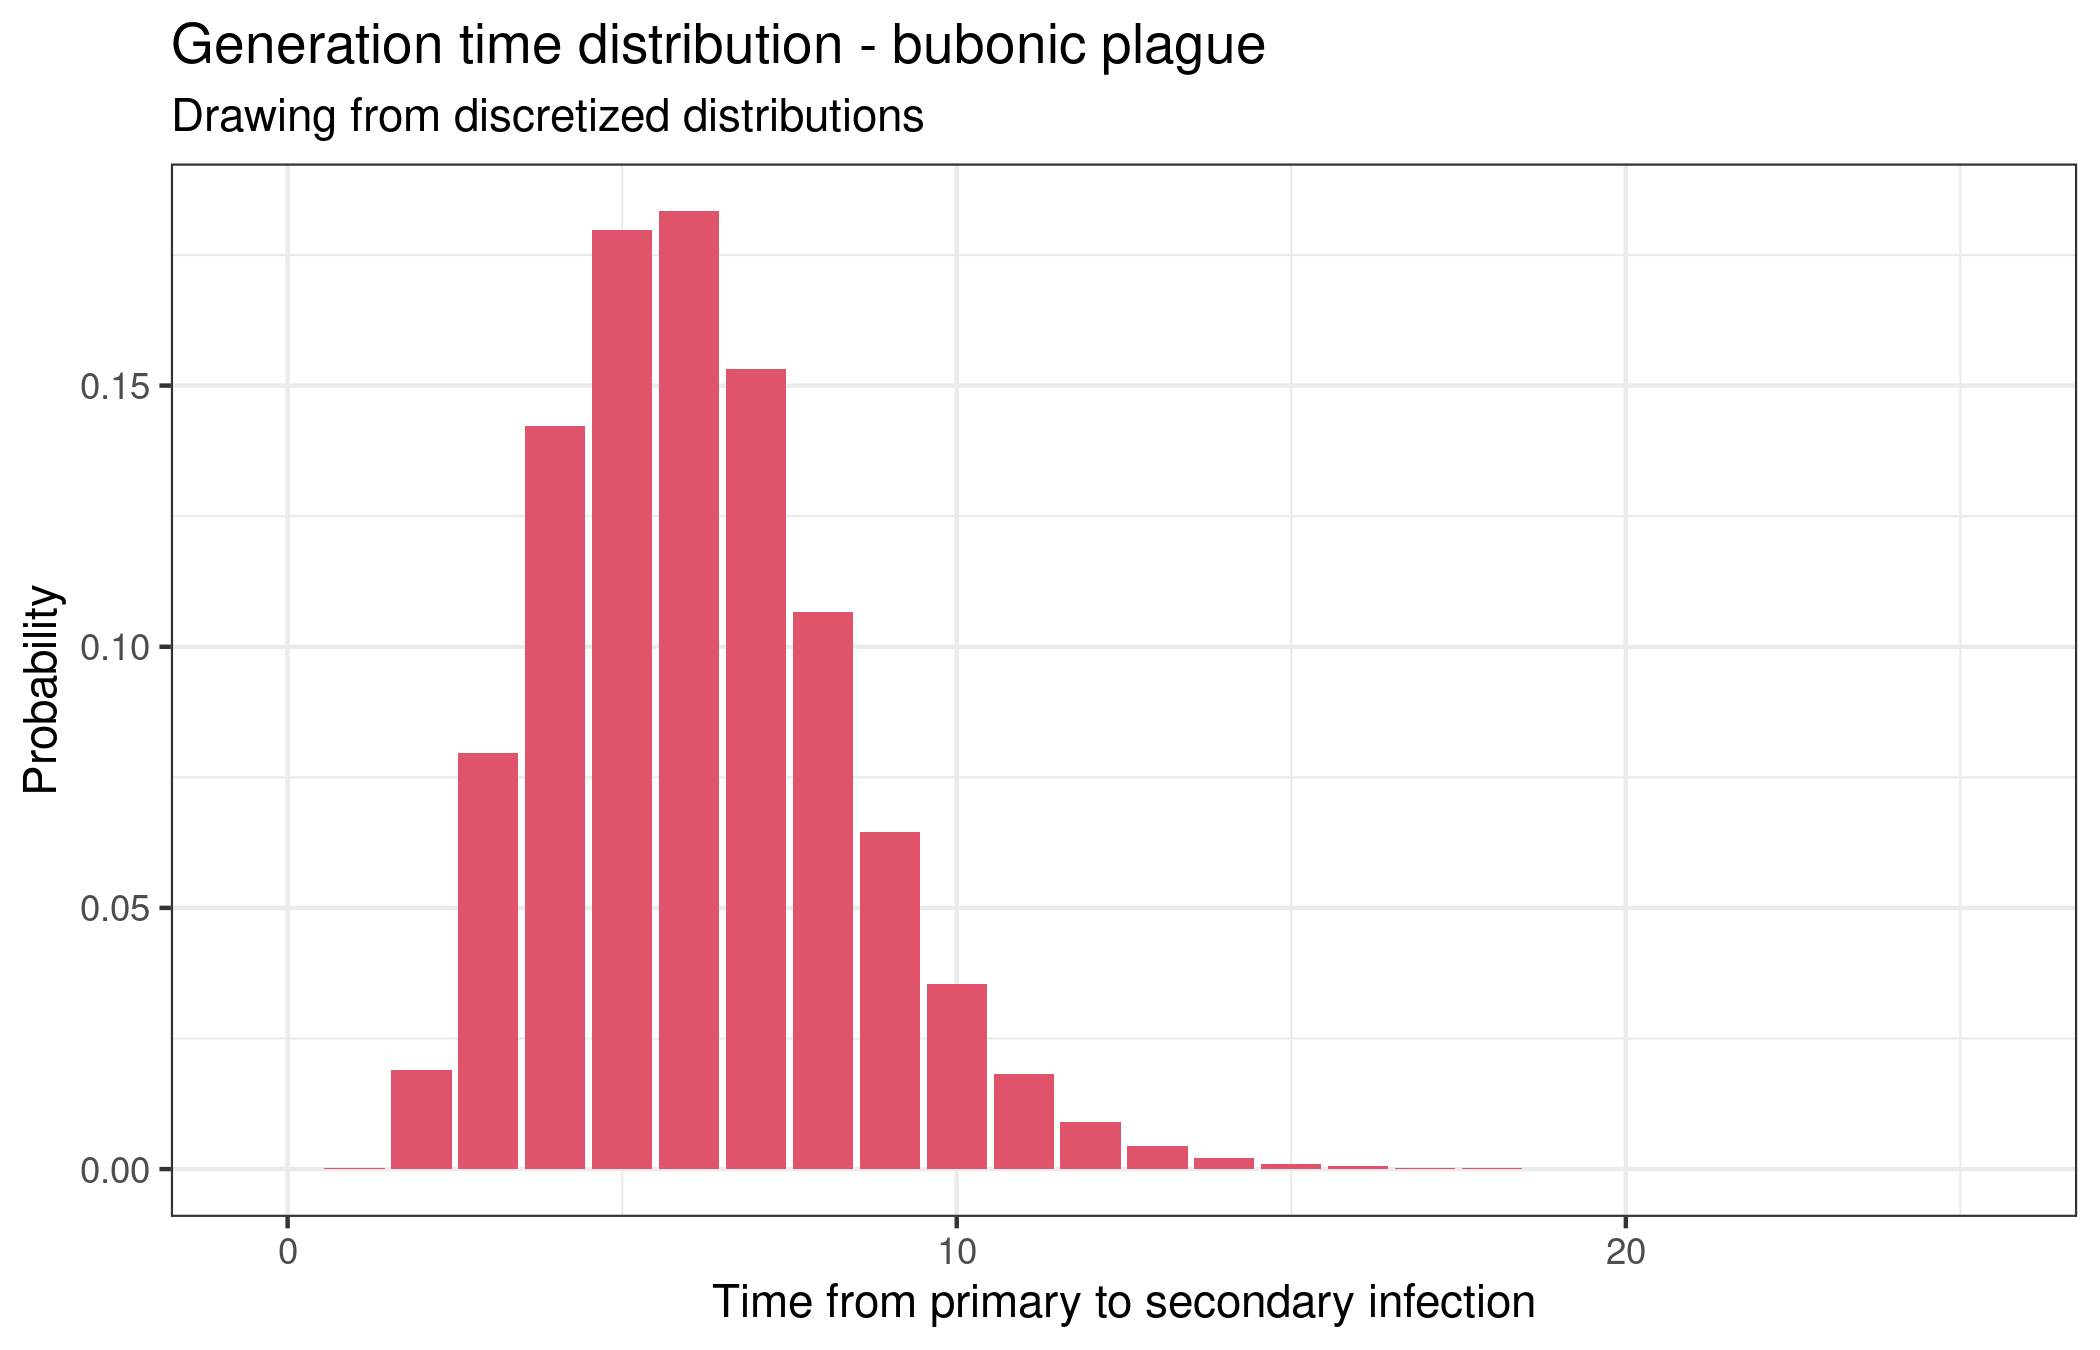 Generation time distribution - bubonic plague
Drawing from discretized distributions
Probability
0.15
0.10
0.05
0.00
0
10
20
Time from primary to secondary infection